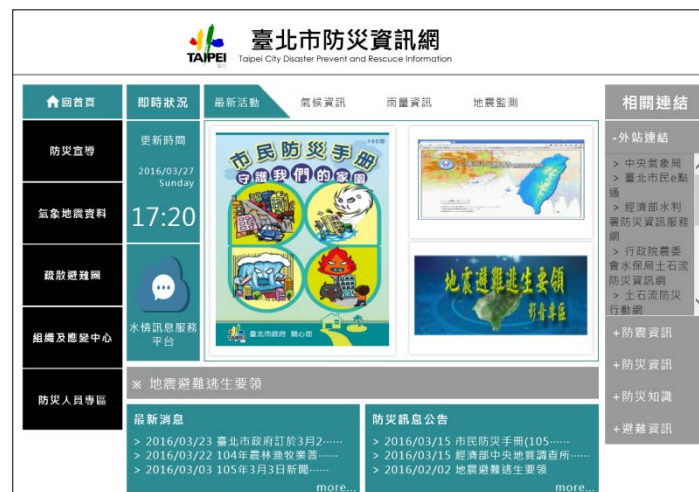 TAIPEI
臺北市防災資訊網
Taipei City Disaster Prevent and Rescuce Information
回首頁
防災宣導
氣象地震資料
疏散避難圖
組織及應變中心
防災人員專區
即時狀況
更新時間
2016/03/27
Sunday
17:20
水情訊息服務
平台
最新活動 氣候資訊 雨量資訊 地震監測
105年
市民防災手冊
守護我們的家園
臺北市政府 關心您
地震避難逃生要領
影音專區
※ 地震避難逃生要領
最新消息
> 2016/03/23 臺北市政府訂於3月2⋯⋯
> 2016/03/22 104年農林漁牧業普⋯⋯
> 2016/03/03 105年3月3日新聞⋯⋯
more...
防災訊息公告
> 2016/03/15 市民防災手冊(105⋯⋯
> 2016/03/15 經濟部中央地質調查所⋯⋯
> 2016/02/02 地震避難逃生要領
more...
相關連結
-外站連結
> 中央氣象局
> 臺北市民e點
通
> 經濟部水利
署防災資訊服務
網
> 行政院農委
會水保局土石流
防災資訊網
> 土石流防災
行動網
+防震資訊
+防災資訊
+防災知識
+避難資訊